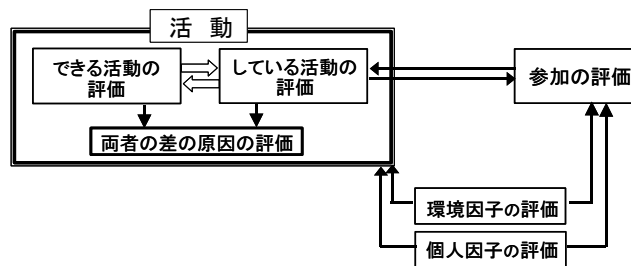 活 動
できる活動の
評価
している活動の
評価
参加の評価
両者の差の原因の評価
環境因子の評価
個人因子の評価